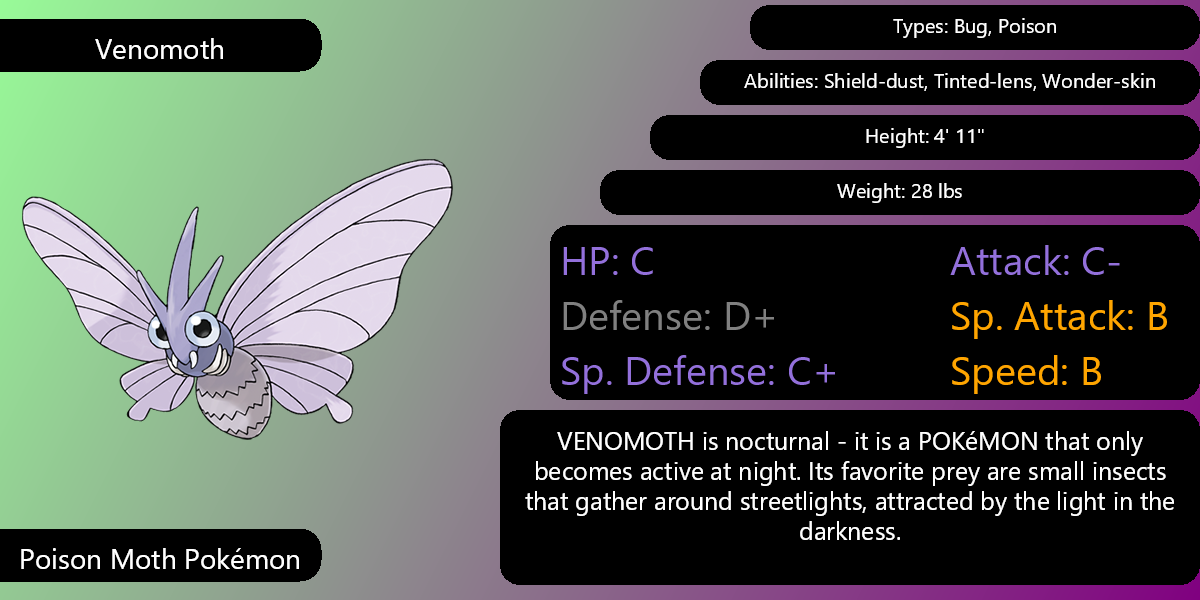 Venomoth
Types: Bug, Poison
Abilities: Shield-dust, Tinted-lens, Wonder-skin
Height: 4' 11"
Weight: 28 lbs
HP: C
Attack: C-
Defense: D+
Sp. Attack: B
Sp. Defense: C+
Speed: B
VENOMOTH is nocturnal - it is a POKéMON that only
becomes active at night. Its favorite prey are small insects
that gather around streetlights, attracted by the light in the
darkness.
Poison Moth Pokémon